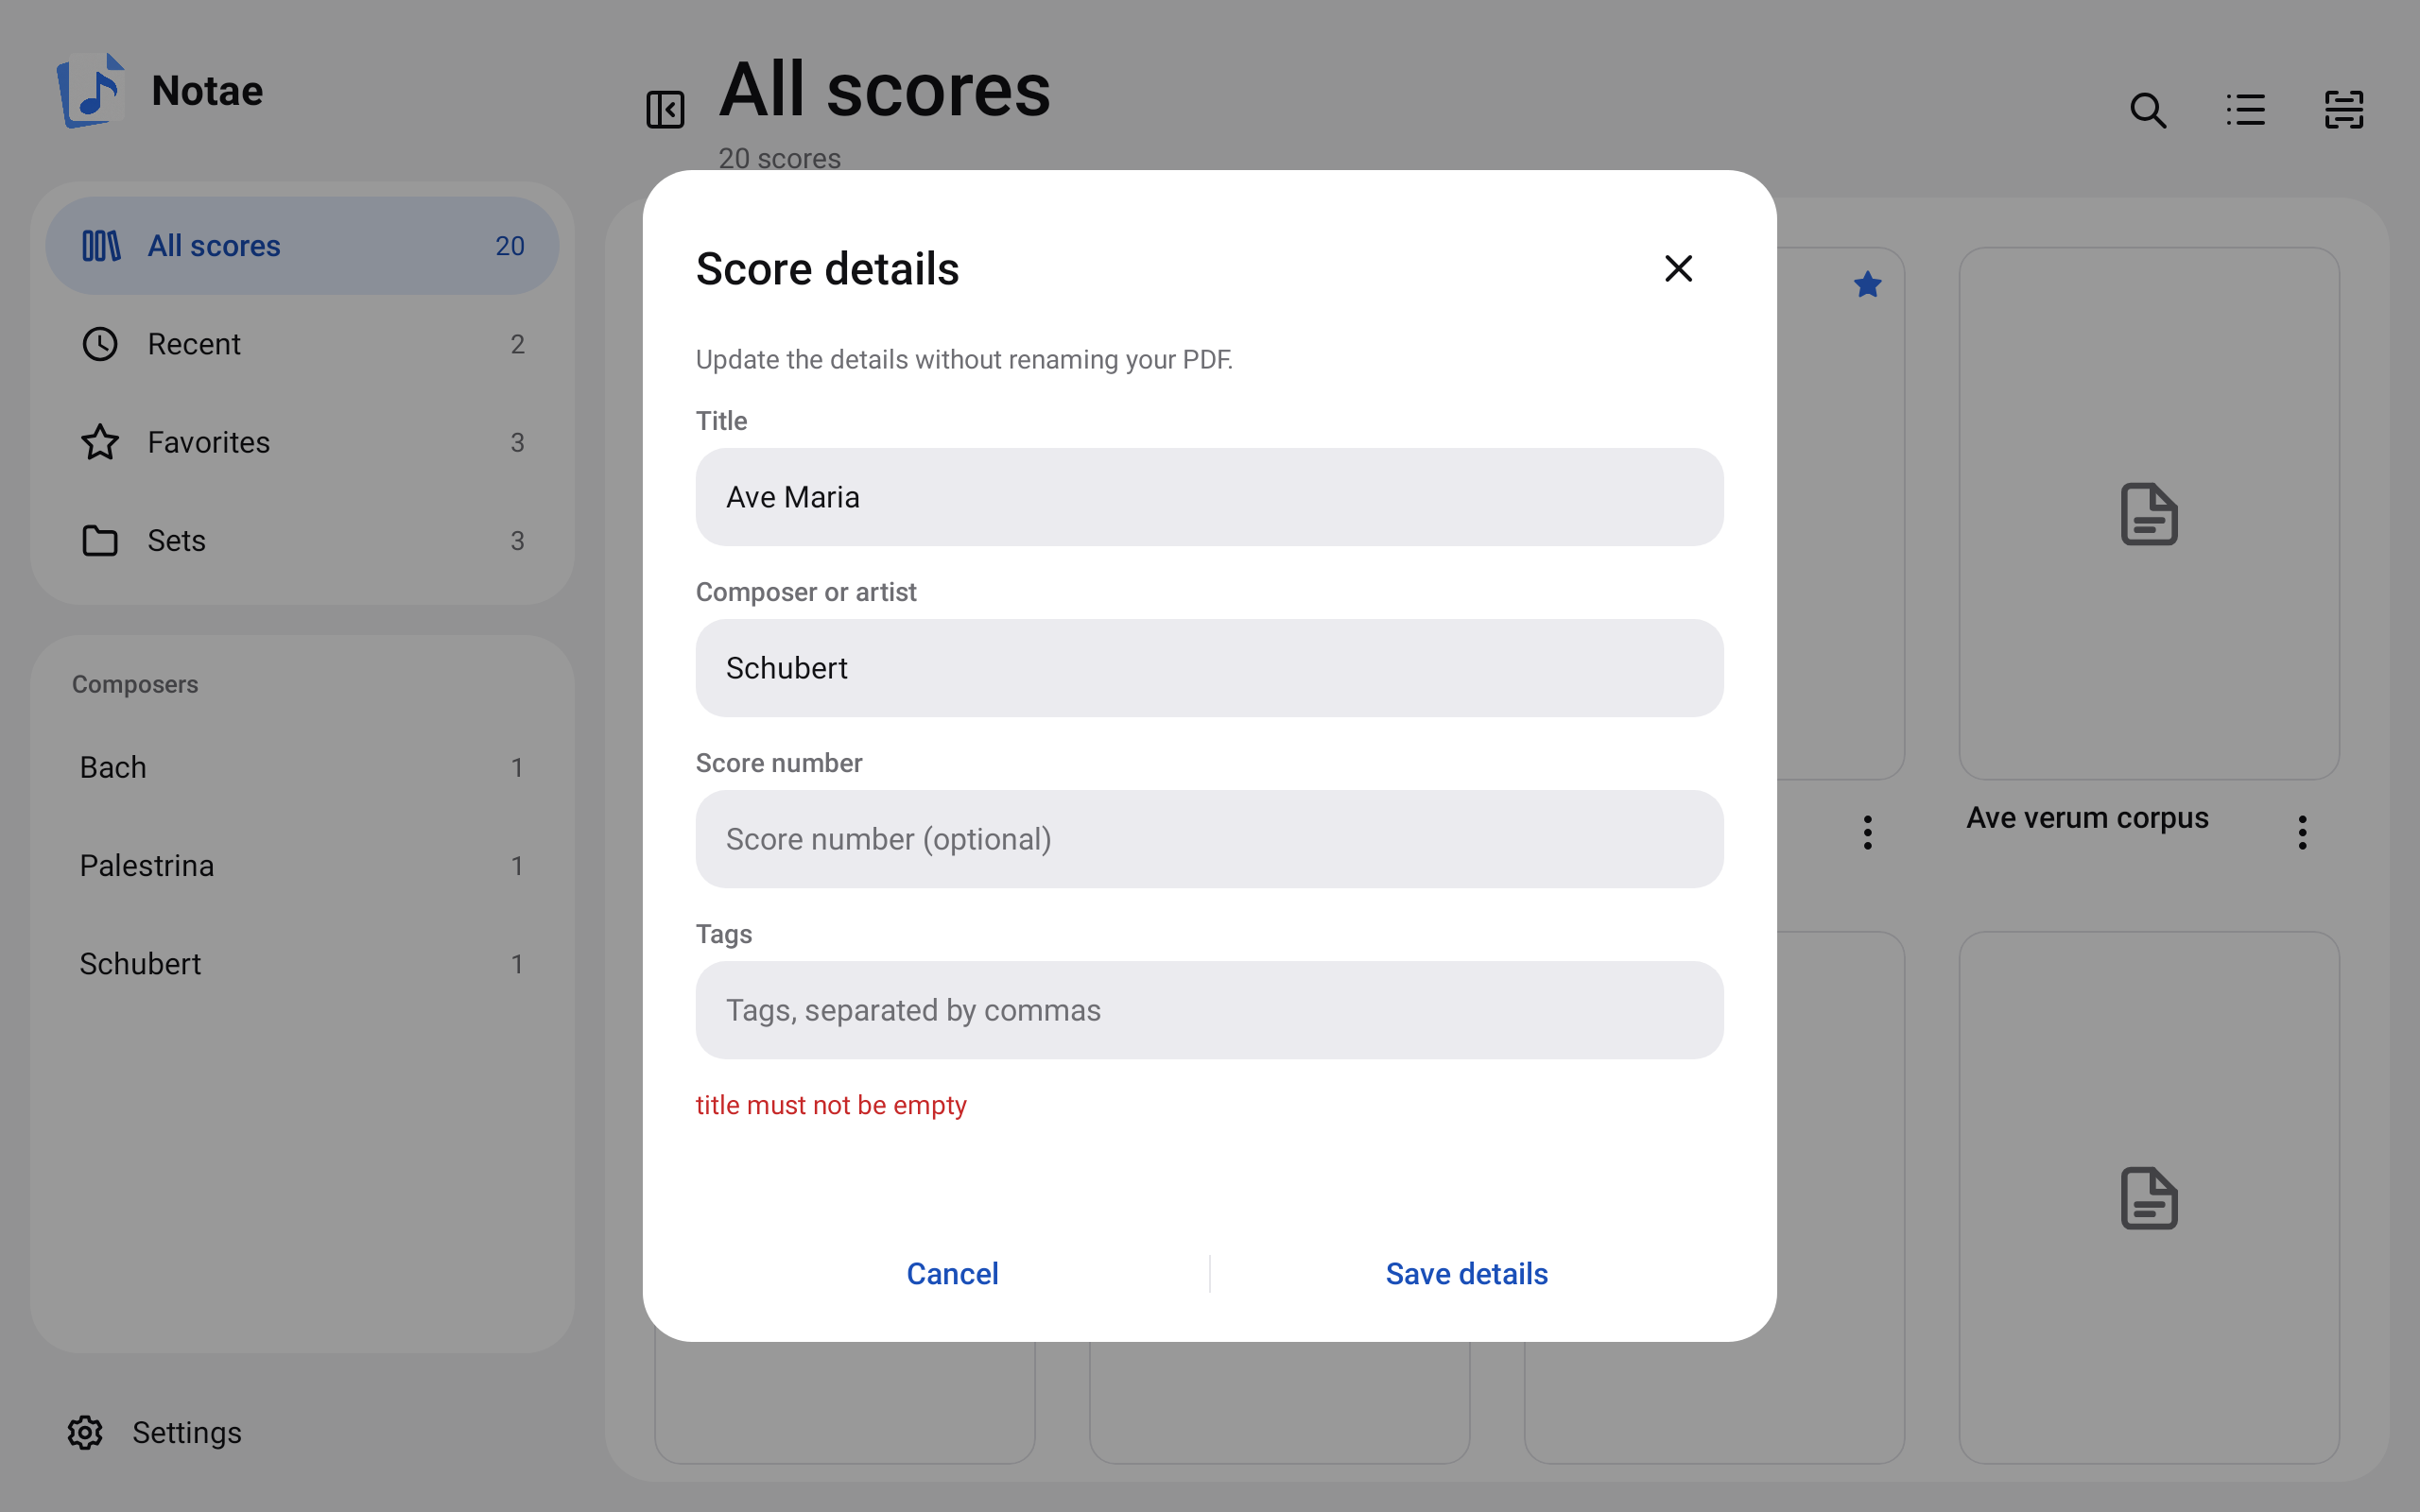 Notae
All scores
20 scores
All scores 20
Recent 2
Favorites 3
Sets 3
Composers
Bach 1
Palestrina 1
Schubert 1
Settings
Score details
Update the details without renaming your PDF.
Title
Ave Maria
Composer or artist
Schubert
Score number
Score number (optional)
Tags
Tags, separated by commas
title must not be empty
Cancel
Save details
Ave verum corpus